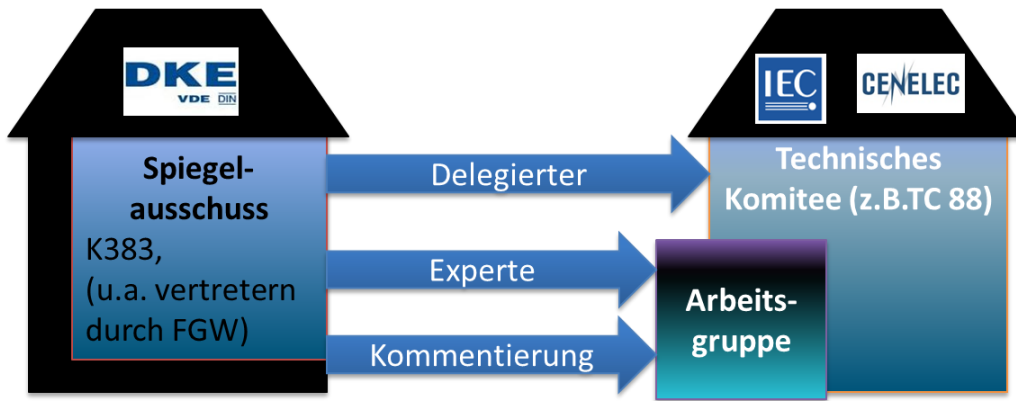 DKE
VDE DIN
Spiegel-
ausschuss
K383,
(u.a. vertretern
durch FGW)
Delegierter
Experte
Kommentierung
IEC
CENELEC
Technisches
Komitee (z.B.TC 88)
Arbeits-
gruppe